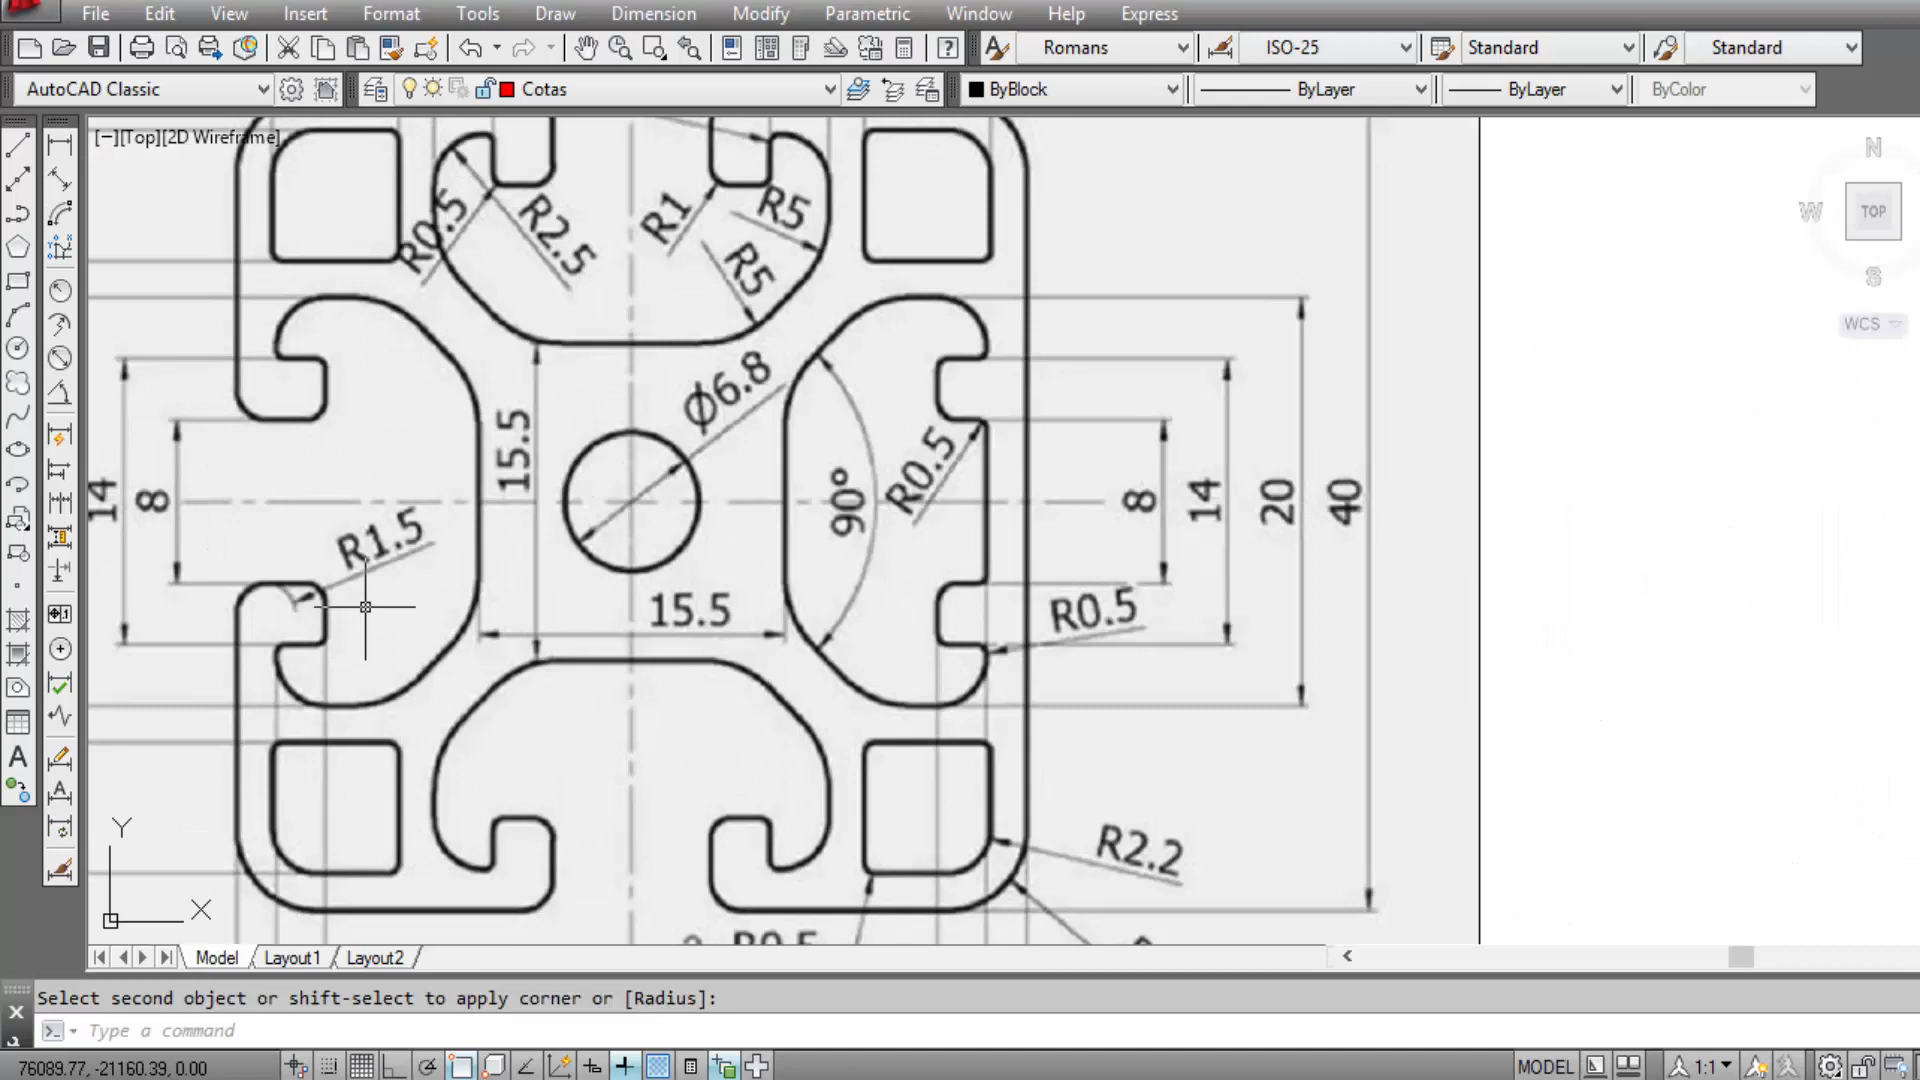 File Edit View Insert Format Tools Draw Dimension Modify Parametric Window Help Express
Romans ISO-25 Standard Standard
AutoCAD Classic Cotas ByBlock ByLayer ByLayer ByColor
[−][Top][2D Wireframe]
N
W TOP
S
WCS
R0.5
R2.5
R1
R5
R5
Φ6.8
15.5
90°
R0.5
14
8
R1.5
15.5
8
14
20
40
R0.5
R2.2
R0.5
Y
X
Model Layout1 Layout2
Select second object or shift-select to apply corner or [Radius]:
Type a command
76089.77, -21160.39, 0.00 MODEL 1:1